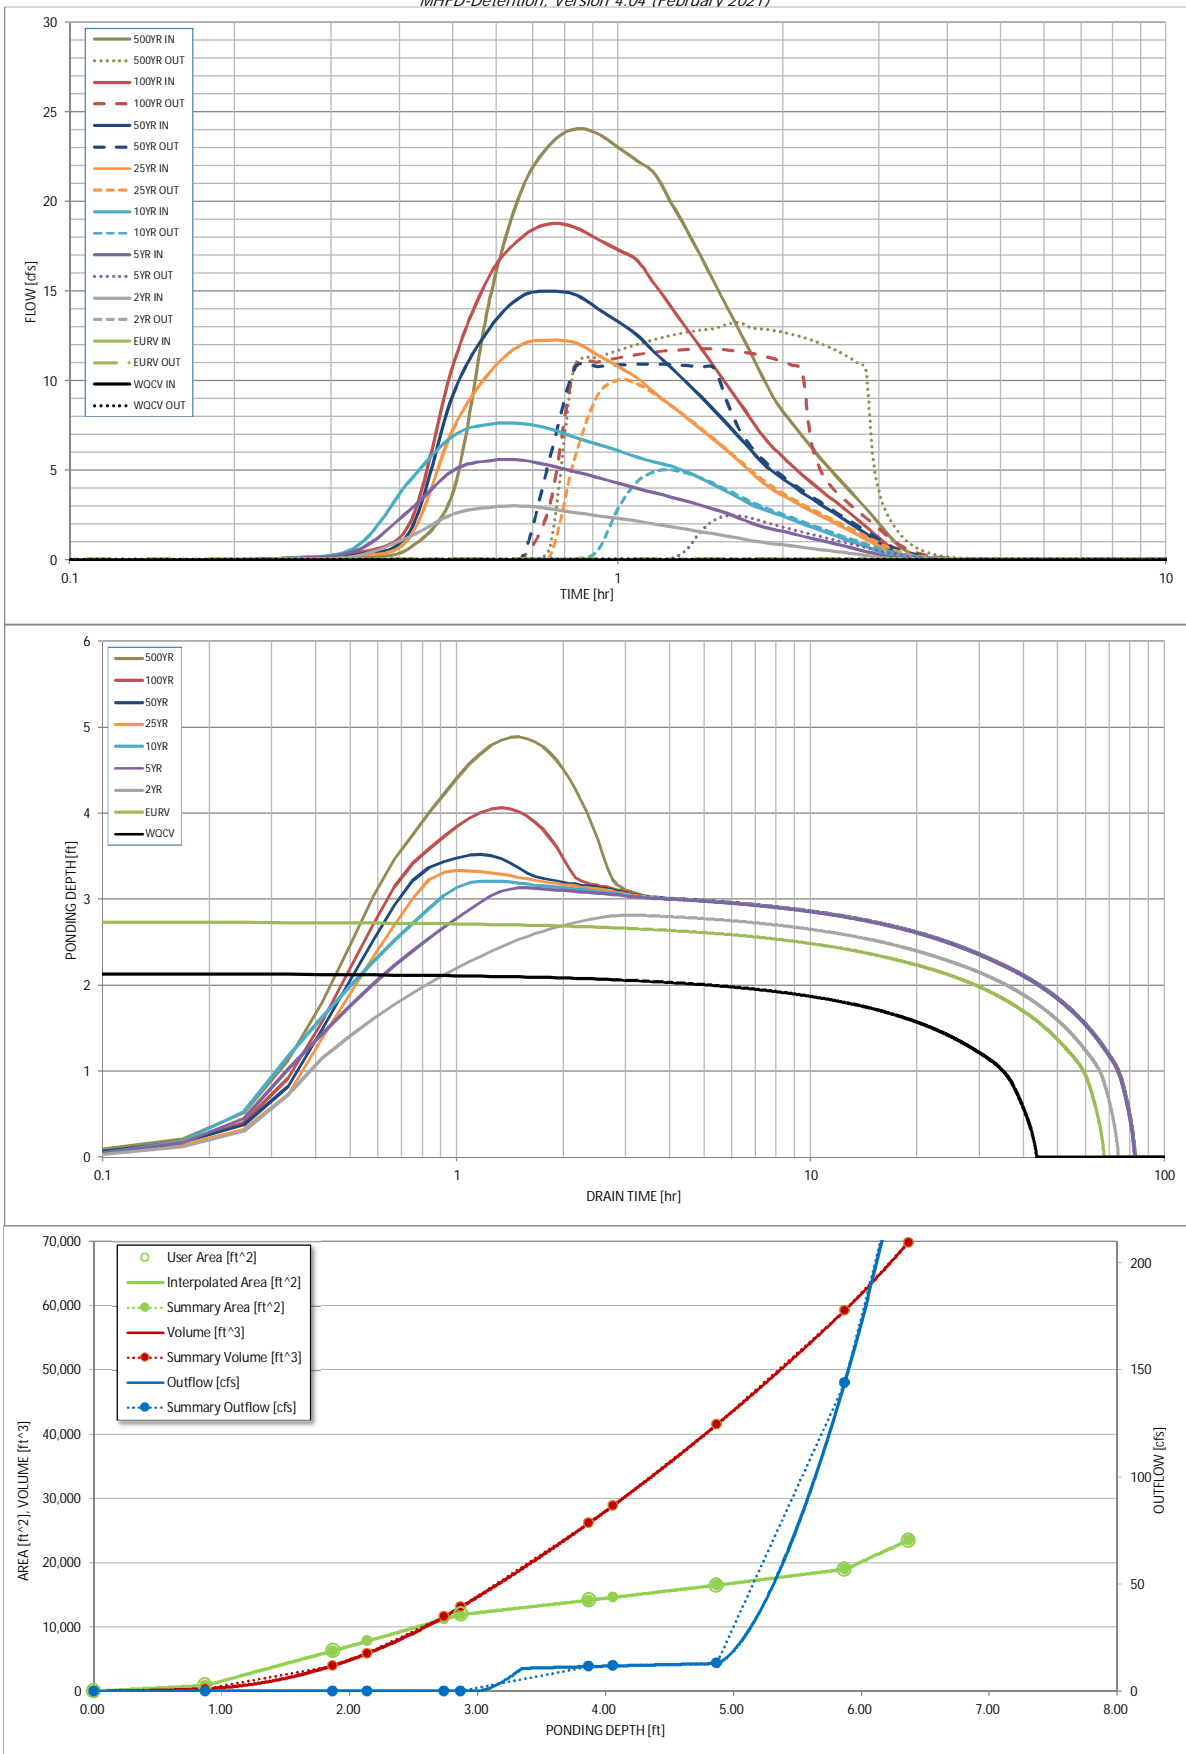 MHFD-Detention, Version 4.04 (February 2021)
30
25
20
15
10
5
0
FLOW [cfs]
500YR IN
500YR OUT
100YR IN
100YR OUT
50YR IN
50YR OUT
25YR IN
25YR OUT
10YR IN
10YR OUT
5YR IN
5YR OUT
2YR IN
2YR OUT
EURV IN
EURV OUT
WQCV IN
WQCV OUT
0.1
1
10
TIME [hr]
6
5
4
3
2
1
0
PONDING DEPTH [ft]
500YR
100YR
50YR
25YR
10YR
5YR
2YR
EURV
WQCV
0.1
1
10
100
DRAIN TIME [hr]
70,000
60,000
50,000
40,000
30,000
20,000
10,000
0
AREA [ft^2], VOLUME [ft^3]
User Area [ft^2]
Interpolated Area [ft^2]
Summary Area [ft^2]
Volume [ft^3]
Summary Volume [ft^3]
Outflow [cfs]
Summary Outflow [cfs]
200
150
100
50
0
OUTFLOW [cfs]
0.00
1.00
2.00
3.00
4.00
5.00
6.00
7.00
8.00
PONDING DEPTH [ft]